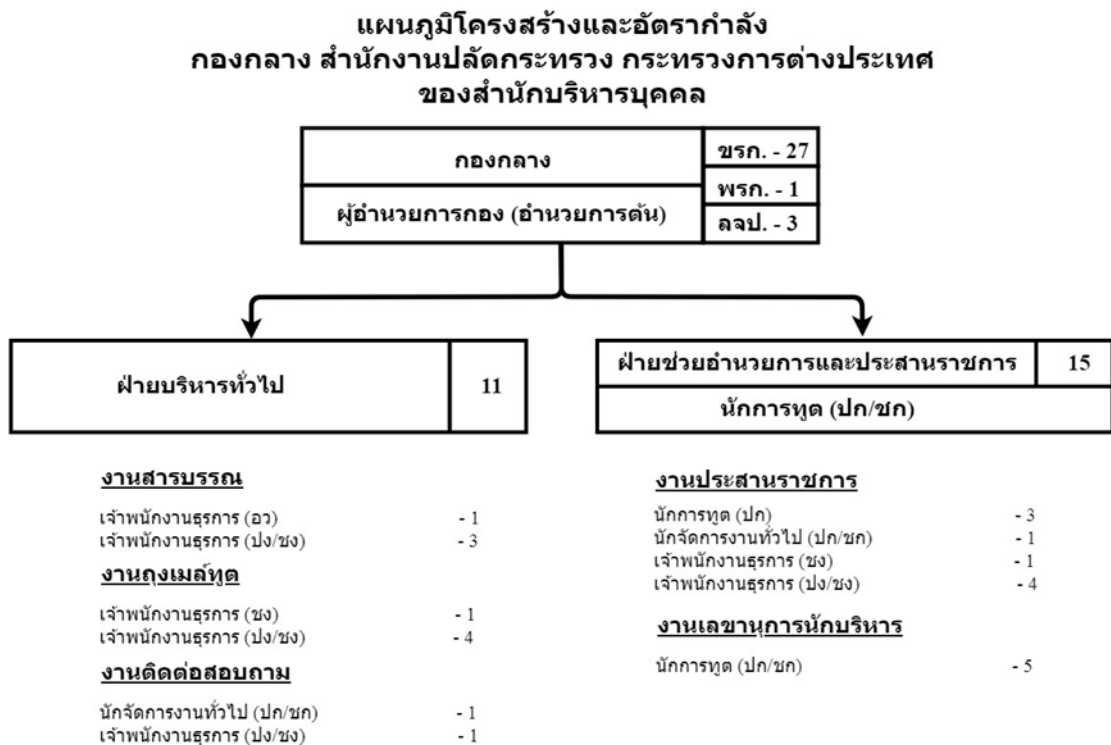 แผนภูมิโครงสร้างและอัตรากำลัง
กองกลาง สำนักงานปลัดกระทรวง กระทรวงการต่างประเทศ
ของสำนักบริหารบุคคล
กองกลาง
ขรก. - 27
พรก. - 1
ผู้อำนวยการกอง (อำนวยการต้น)
ลจป. - 3
ฝ่ายบริหารทั่วไป 11
งานสารบรรณ
เจ้าพนักงานธุรการ (อว) - 1
เจ้าพนักงานธุรการ (ปง/ชง) - 3
งานถุงเมล์ทูต
เจ้าพนักงานธุรการ (ชง) - 1
เจ้าพนักงานธุรการ (ปง/ชง) - 4
งานติดต่อสอบถาม
นักจัดการงานทั่วไป (ปก/ชก) - 1
เจ้าพนักงานธุรการ (ปง/ชง) - 1
ฝ่ายช่วยอำนวยการและประสานราชการ 15
นักการทูต (ปก/ชก)
งานประสานราชการ
นักการทูต (ปก) - 3
นักจัดการงานทั่วไป (ปก/ชก) - 1
เจ้าพนักงานธุรการ (ชง) - 1
เจ้าพนักงานธุรการ (ปง/ชง) - 4
งานเลขานุการนักบริหาร
นักการทูต (ปก/ชก) - 5